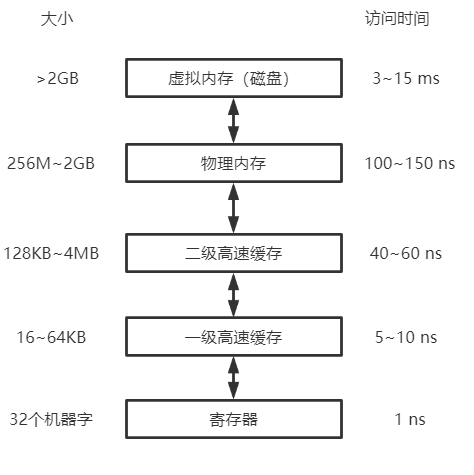 大小 访问时间
>2GB 虚拟内存（磁盘） 3~15 ms
256M~2GB 物理内存 100~150 ns
128KB~4MB 二级高速缓存 40~60 ns
16~64KB 一级高速缓存 5~10 ns
32个机器字 寄存器 1 ns